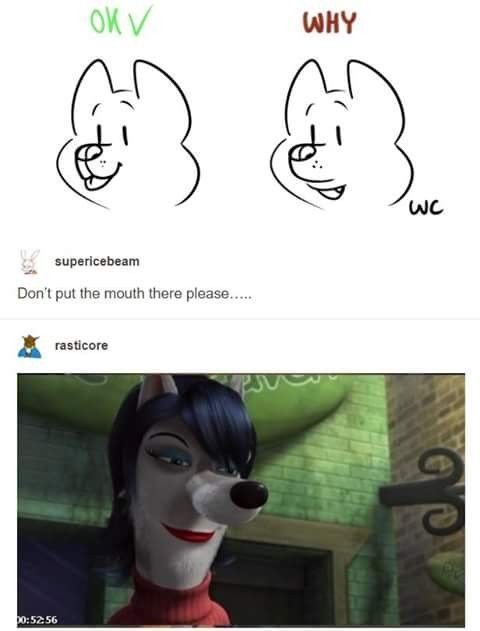 OK √
WHY
WC
supericebeam
Don't put the mouth there please.....
rasticore
00:52:56